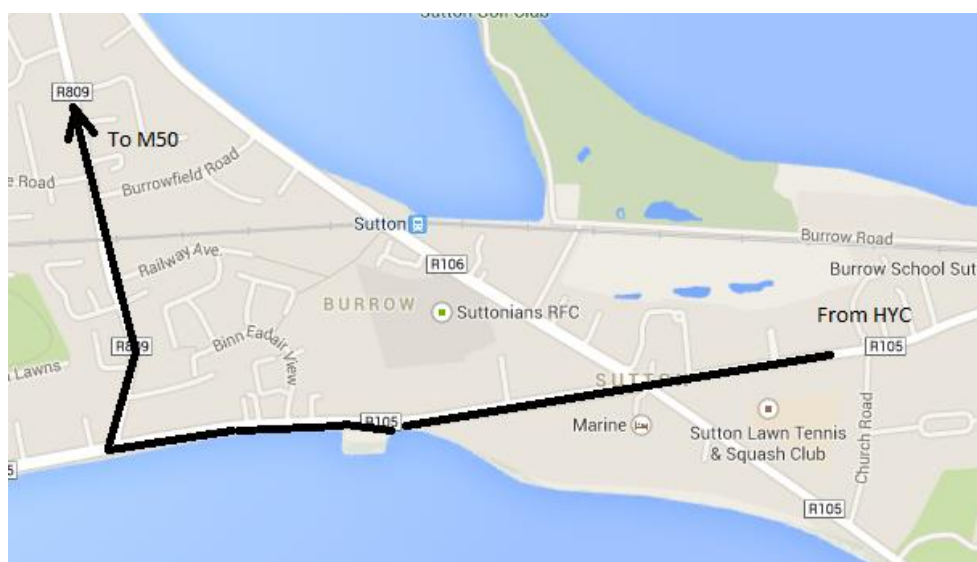 Sutton Golf Club
R809
To M50
e Road
Burrowfield Road
Sutton
Burrow Road
Railway Ave.
R106
Burrow School Sut
BURROW
Suttonians RFC
From HYC
R809
Binn Eadair View
R105
n Lawns
SUTTON
R105
Marine
Sutton Lawn Tennis
& Squash Club
Church Road
5
R105